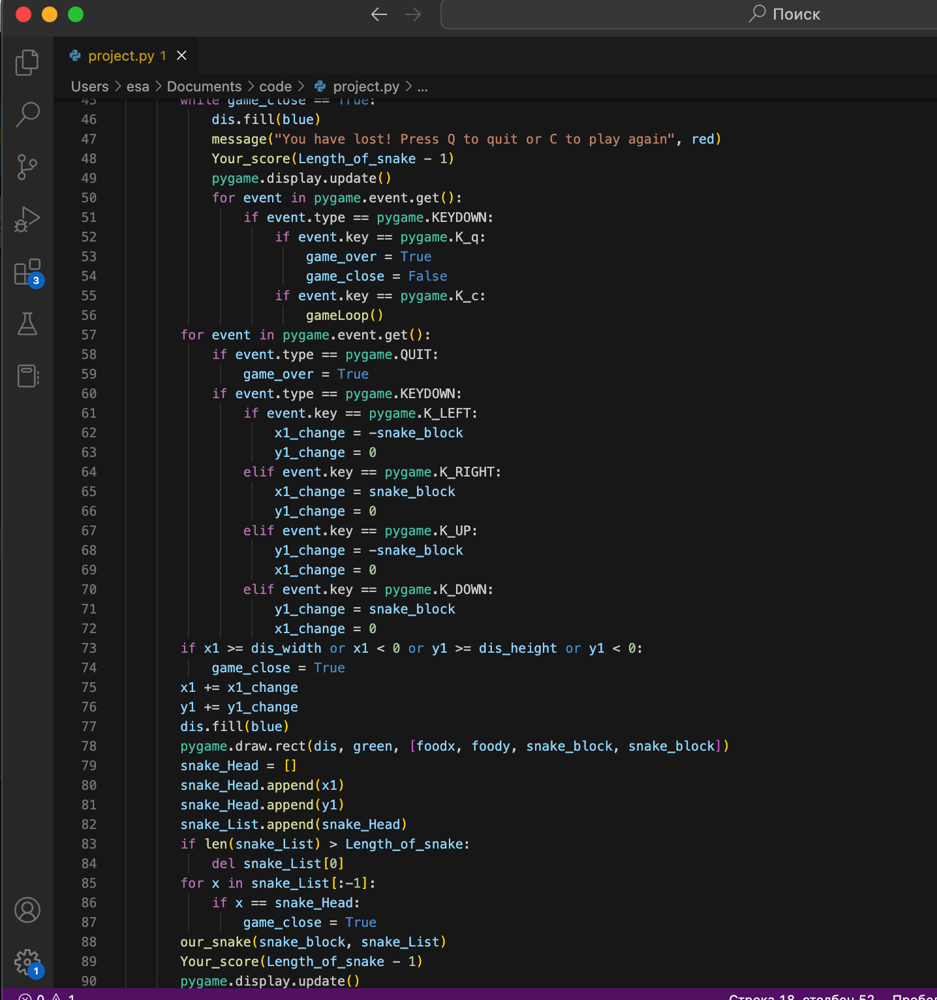 Поиск
project.py 1
Users > esa > Documents > code > project.py > ...
45 while game_close == True:
46 dis.fill(blue)
47 message("You have lost! Press Q to quit or C to play again", red)
48 Your_score(Length_of_snake - 1)
49 pygame.display.update()
50 for event in pygame.event.get():
51 if event.type == pygame.KEYDOWN:
52 if event.key == pygame.K_q:
53 game_over = True
54 game_close = False
55 if event.key == pygame.K_c:
56 gameLoop()
57 for event in pygame.event.get():
58 if event.type == pygame.QUIT:
59 game_over = True
60 if event.type == pygame.KEYDOWN:
61 if event.key == pygame.K_LEFT:
62 x1_change = -snake_block
63 y1_change = 0
64 elif event.key == pygame.K_RIGHT:
65 x1_change = snake_block
66 y1_change = 0
67 elif event.key == pygame.K_UP:
68 y1_change = -snake_block
69 x1_change = 0
70 elif event.key == pygame.K_DOWN:
71 y1_change = snake_block
72 x1_change = 0
73 if x1 >= dis_width or x1 < 0 or y1 >= dis_height or y1 < 0:
74 game_close = True
75 x1 += x1_change
76 y1 += y1_change
77 dis.fill(blue)
78 pygame.draw.rect(dis, green, [foodx, foody, snake_block, snake_block])
79 snake_Head = []
80 snake_Head.append(x1)
81 snake_Head.append(y1)
82 snake_List.append(snake_Head)
83 if len(snake_List) > Length_of_snake:
84 del snake_List[0]
85 for x in snake_List[:-1]:
86 if x == snake_Head:
87 game_close = True
88 our_snake(snake_block, snake_List)
89 Your_score(Length_of_snake - 1)
90 pygame.display.update()
3
1
0 1
Строка 18, столбец 52